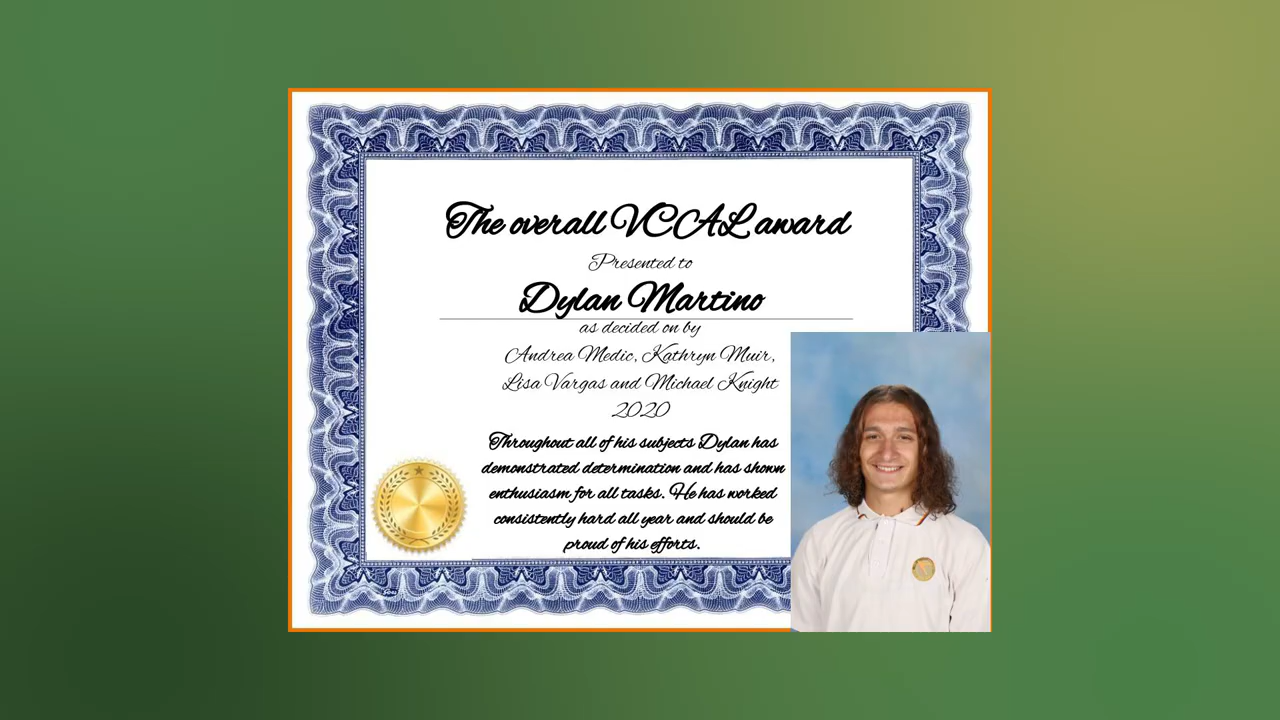 The overall VCAL award
Presented to
Dylan Martino
as decided on by
Andrea Medic, Kathryn Muir,
Lisa Vargas and Michael Knight
2020
Throughout all of his subjects Dylan has
demonstrated determination and has shown
enthusiasm for all tasks. He has worked
consistently hard all year and should be
proud of his efforts.